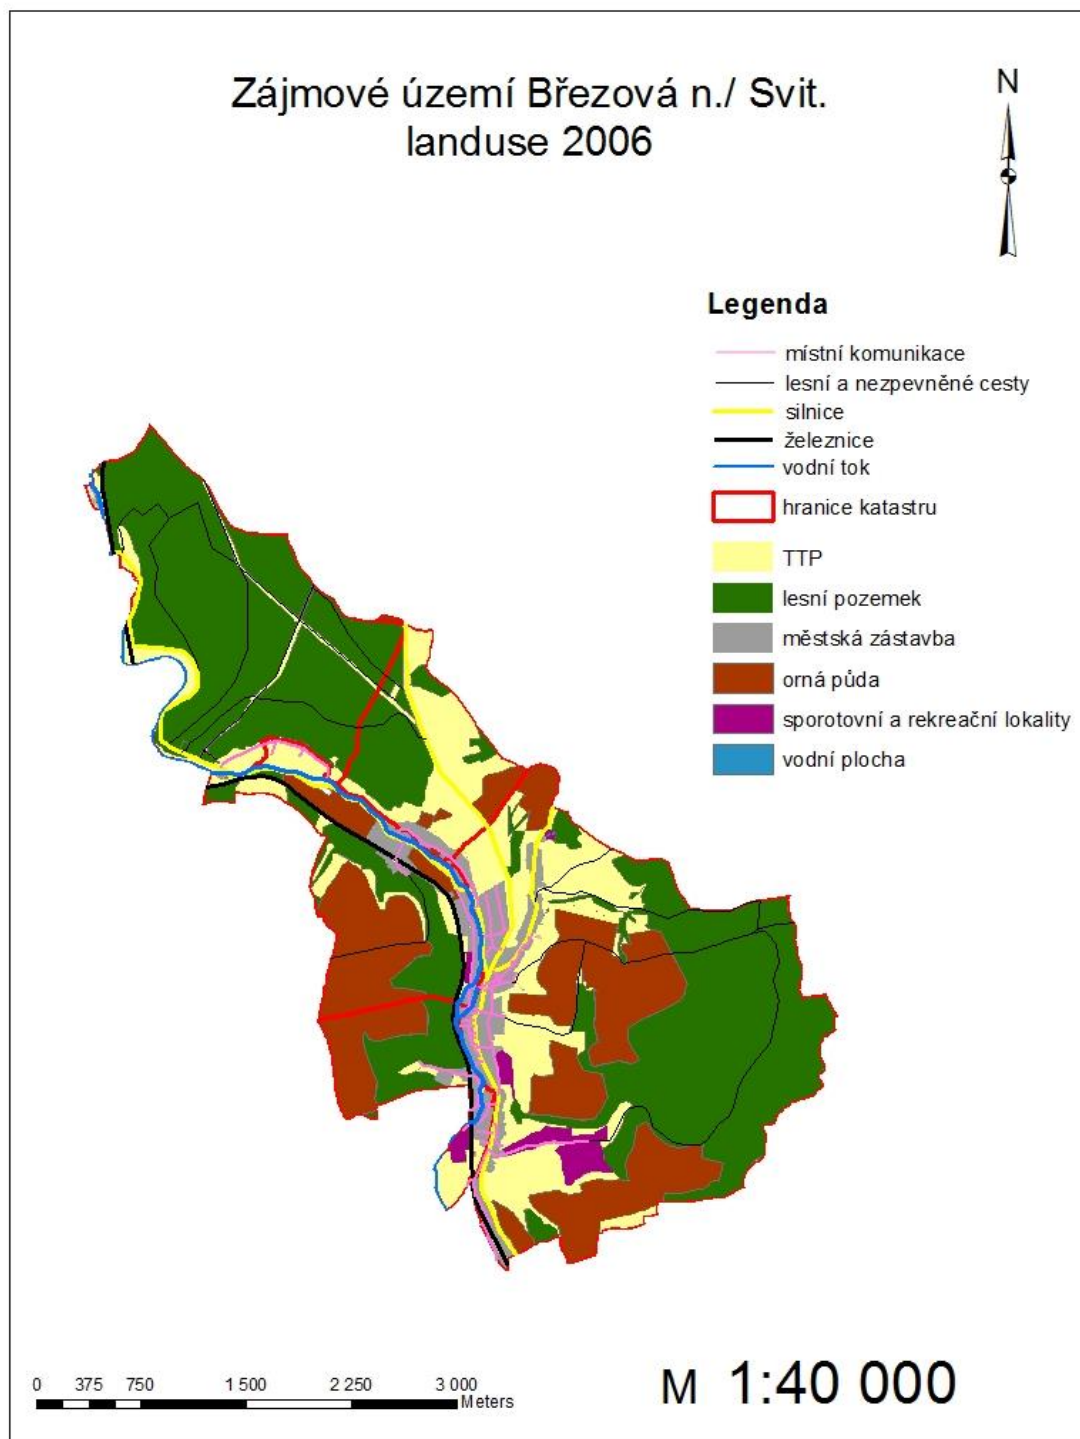 Zájmové území Březová n./ Svit.
landuse 2006
N
Legenda
místní komunikace
lesní a nezpevněné cesty
silnice
železnice
vodní tok
hranice katastru
TTP
lesní pozemek
městská zástavba
orná půda
sporotovní a rekreační lokality
vodní plocha
0 375 750 1 500 2 250 3 000
Meters
M 1:40 000